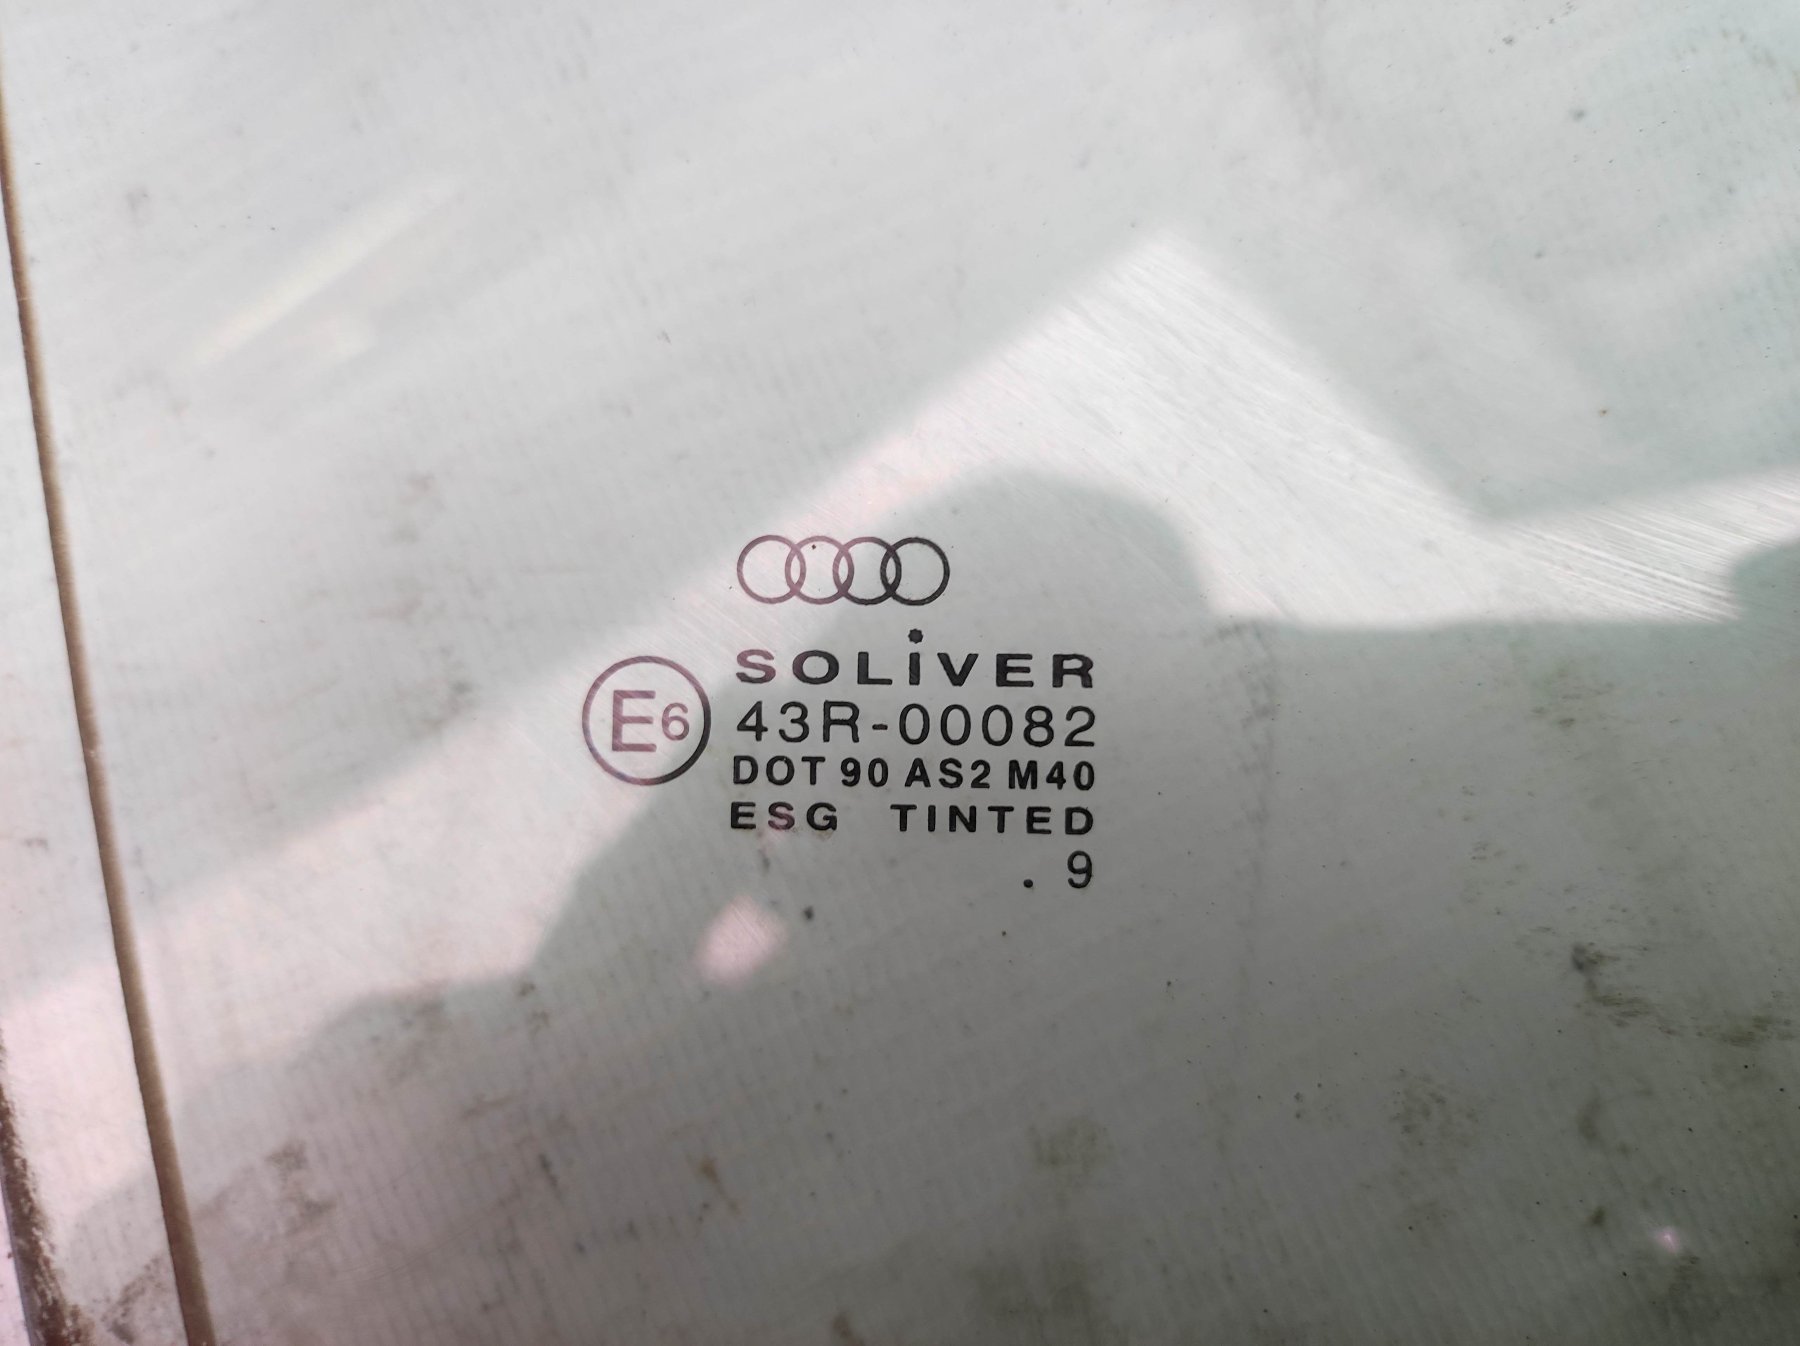 SOLiVER
E6
43R-00082
DOT 90 AS2 M40
ESG TINTED
. 9